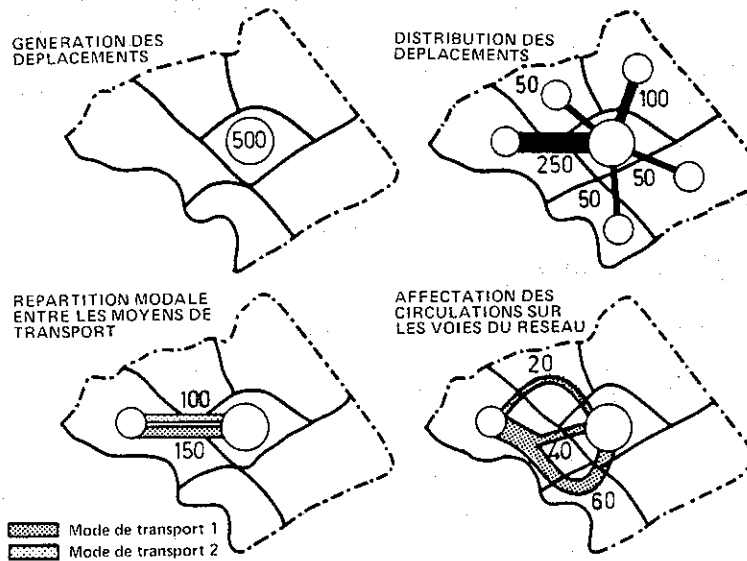 GENERATION DES
DEPLACEMENTS
500
DISTRIBUTION DES
DEPLACEMENTS
50
100
250
50
50
REPARTITION MODALE
ENTRE LES MOYENS DE
TRANSPORT
100
150
AFFECTATION DES
CIRCULATIONS SUR
LES VOIES DU RESEAU
20
40
60
Mode de transport 1
Mode de transport 2